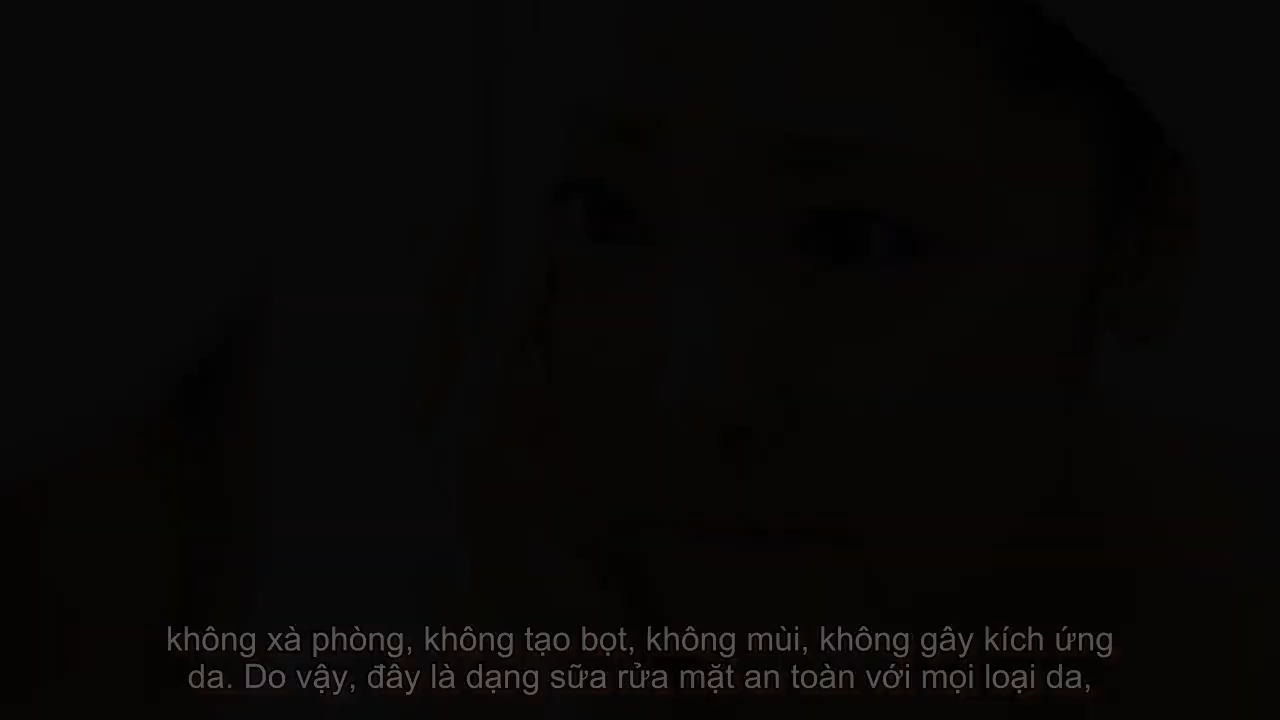 không xà phòng, không tạo bọt, không mùi, không gây kích ứng
da. Do vậy, đây là dạng sữa rửa mặt an toàn với mọi loại da,